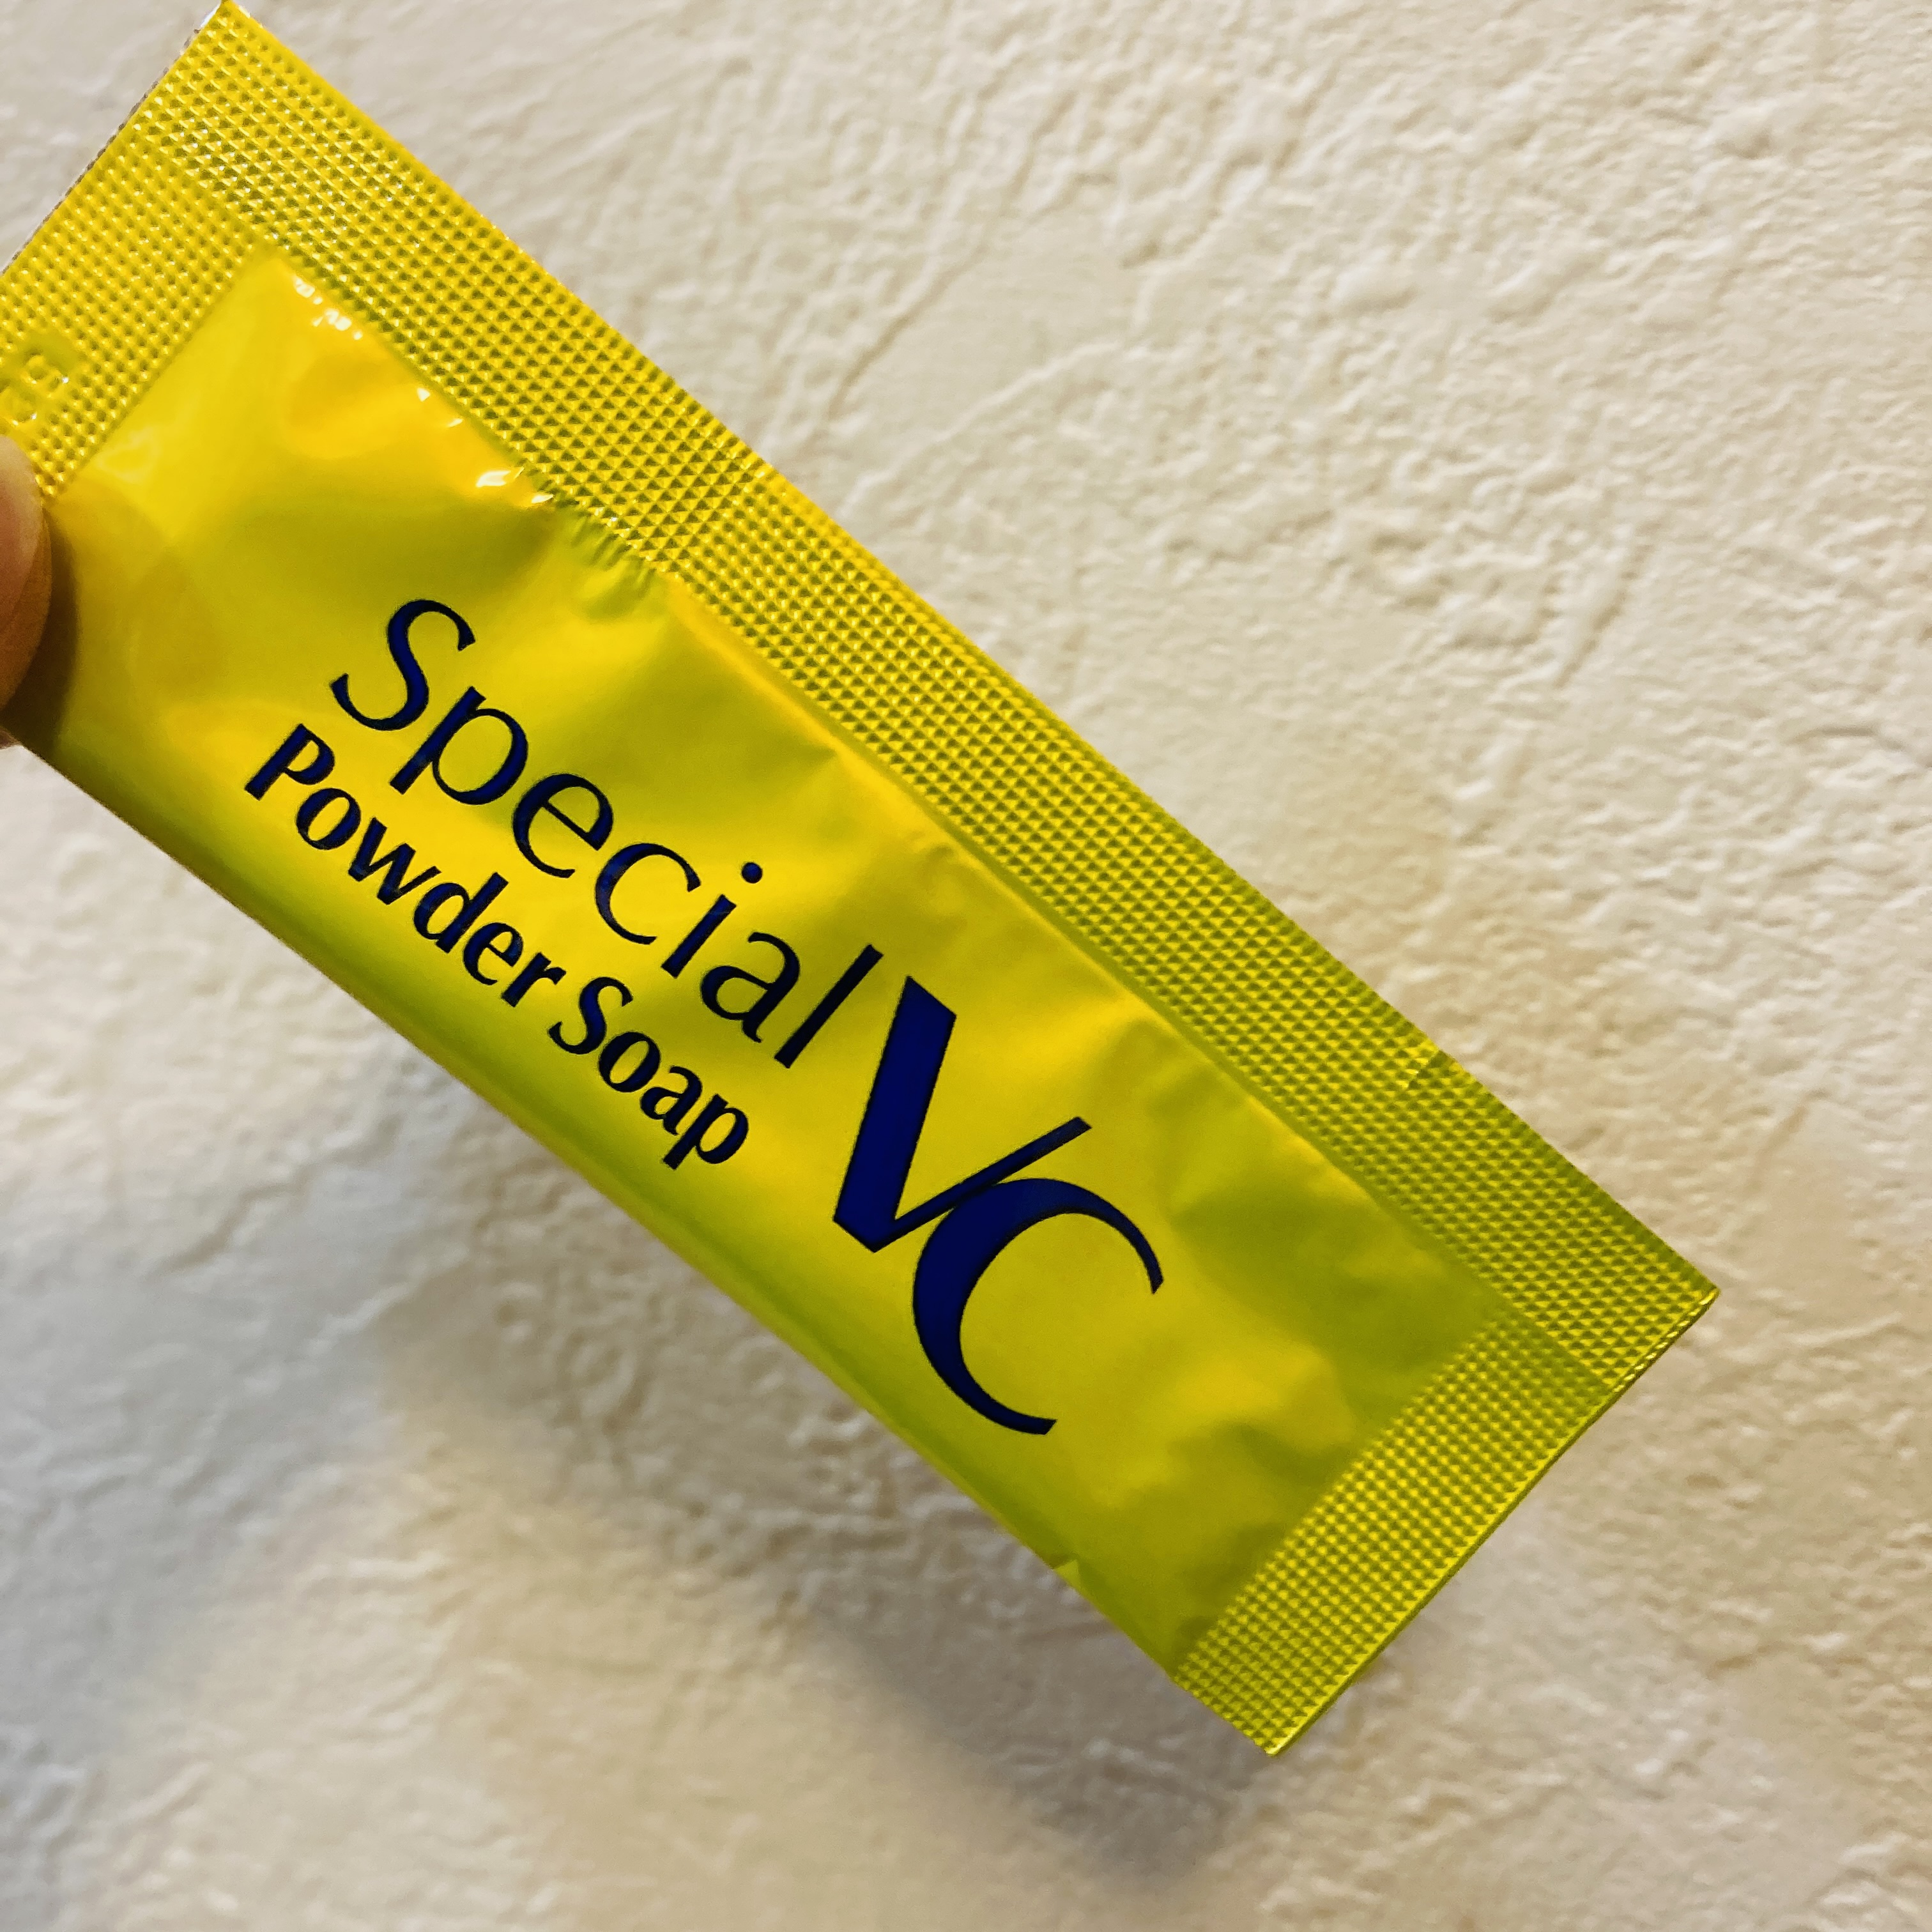 Special VC
Powder Soap